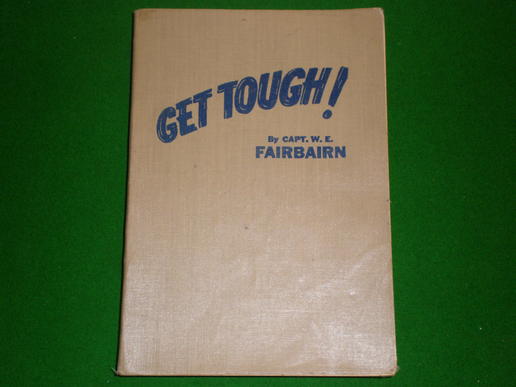 GET TOUGH!
By CAPT. W. E.
FAIRBAIRN